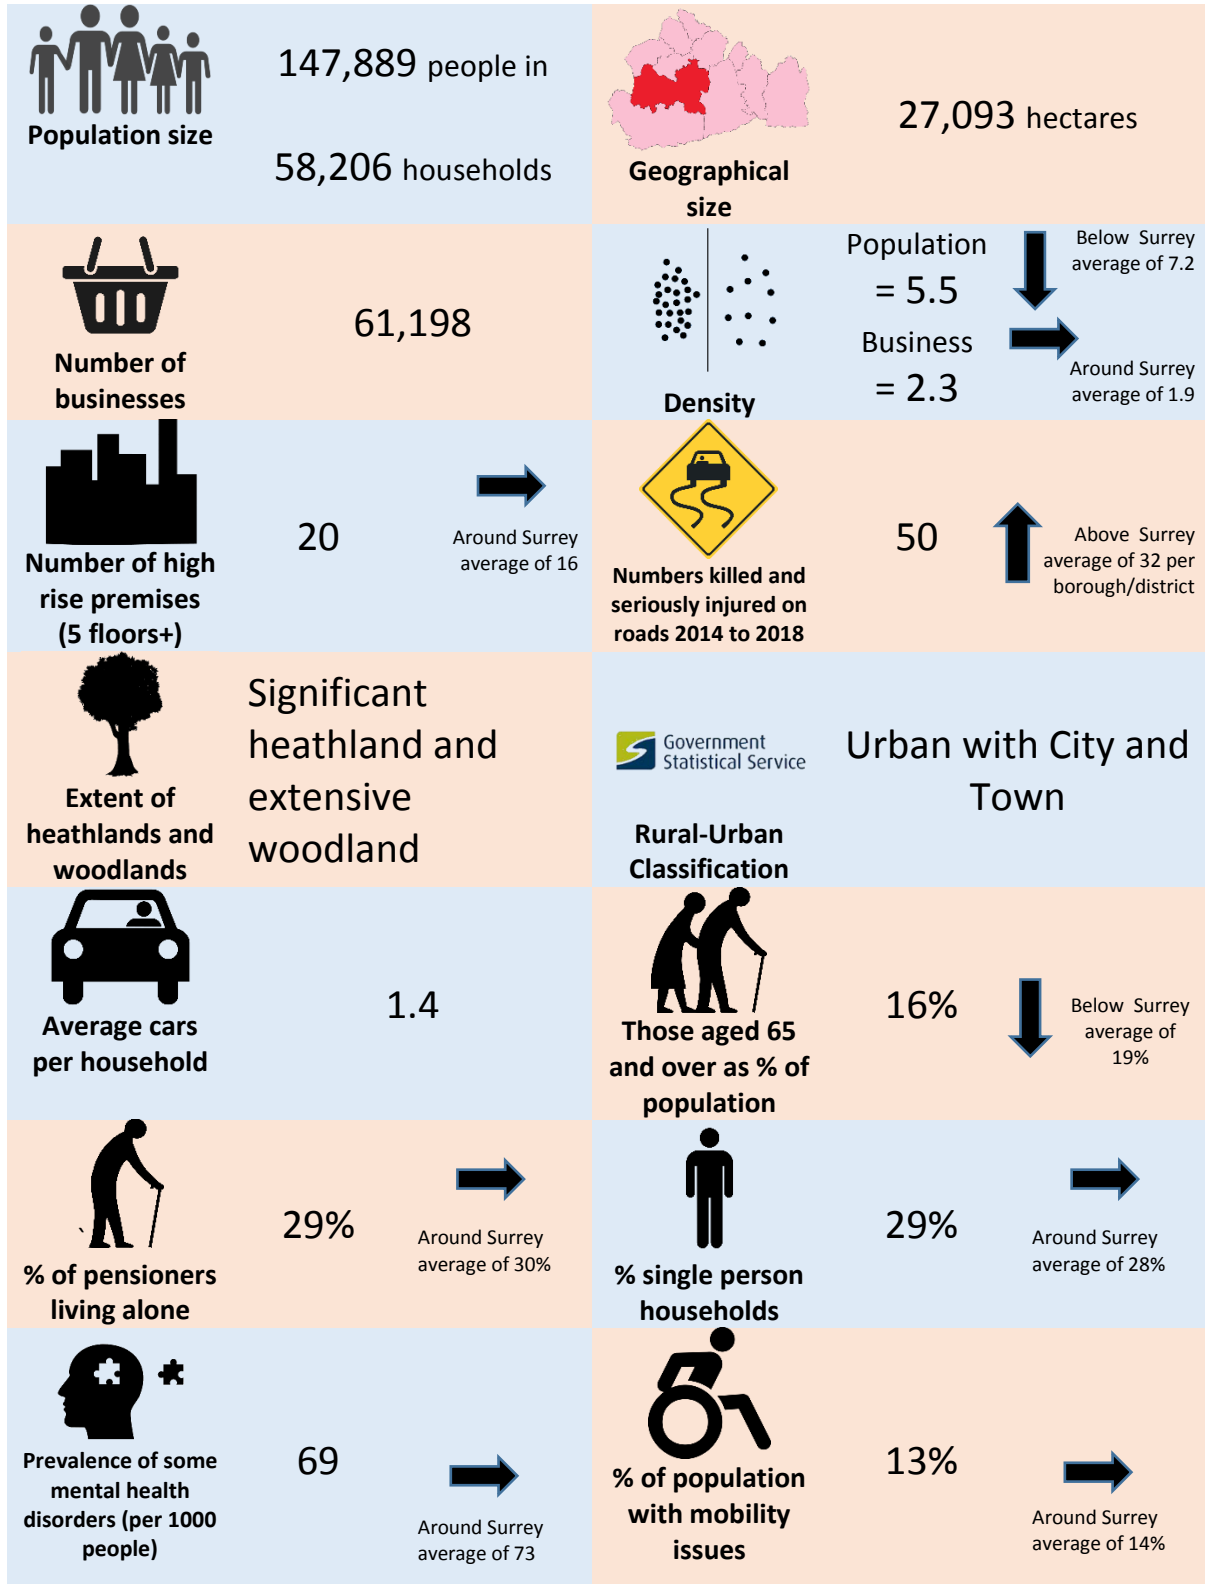 147,889 people in
58,206 households
Population size
27,093 hectares
Geographical
size
61,198
Number of
businesses
Population
= 5.5
Below Surrey
average of 7.2
Business
= 2.3
Around Surrey
average of 1.9
Density
20
Around Surrey
average of 16
Number of high
rise premises
(5 floors+)
50
Above Surrey
average of 32 per
borough/district
Numbers killed and
seriously injured on
roads 2014 to 2018
Significant
heathland and
extensive
woodland
Extent of
heathlands and
woodlands
Government
Statistical Service
Urban with City and
Town
Rural-Urban
Classification
1.4
Average cars
per household
16%
Below Surrey
average of
19%
Those aged 65
and over as % of
population
29%
Around Surrey
average of 30%
% of pensioners
living alone
29%
Around Surrey
average of 28%
% single person
households
69
Around Surrey
average of 73
Prevalence of some
mental health
disorders (per 1000
people)
13%
Around Surrey
average of 14%
% of population
with mobility
issues